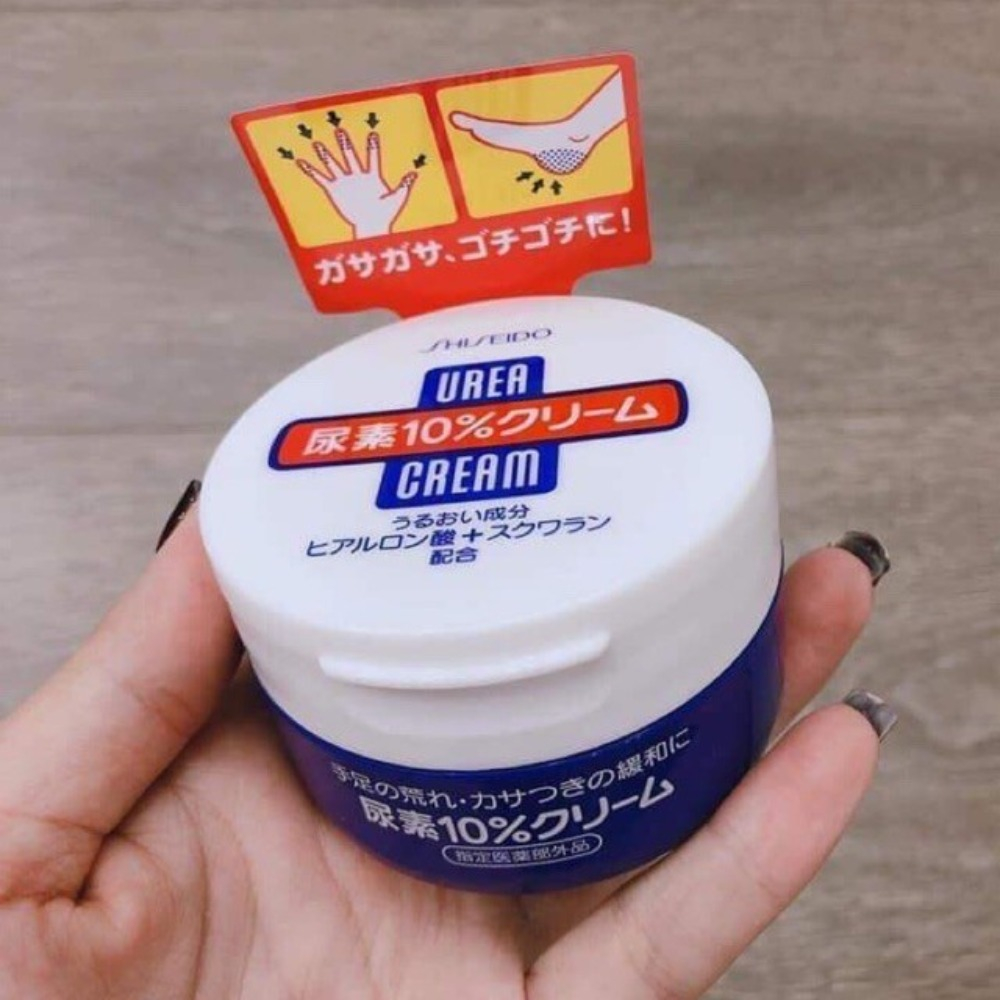 ガサガサ、ゴチゴチに!
SHISEIDO
UREA
尿素10%クリーム
CREAM
うるおい成分
ヒアルロン酸+スクワラン
配合
手足の荒れ・カサつきの緩和に
尿素10%クリーム
指定医薬部外品